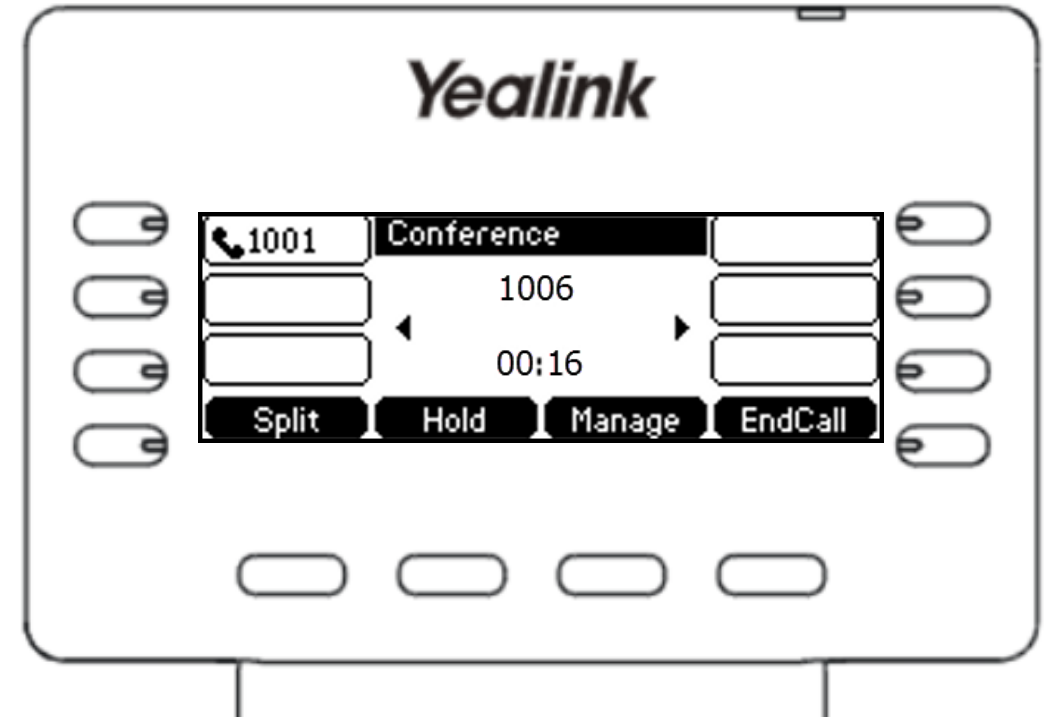 Yealink
1001
Conference
1006
00:16
Split Hold Manage EndCall